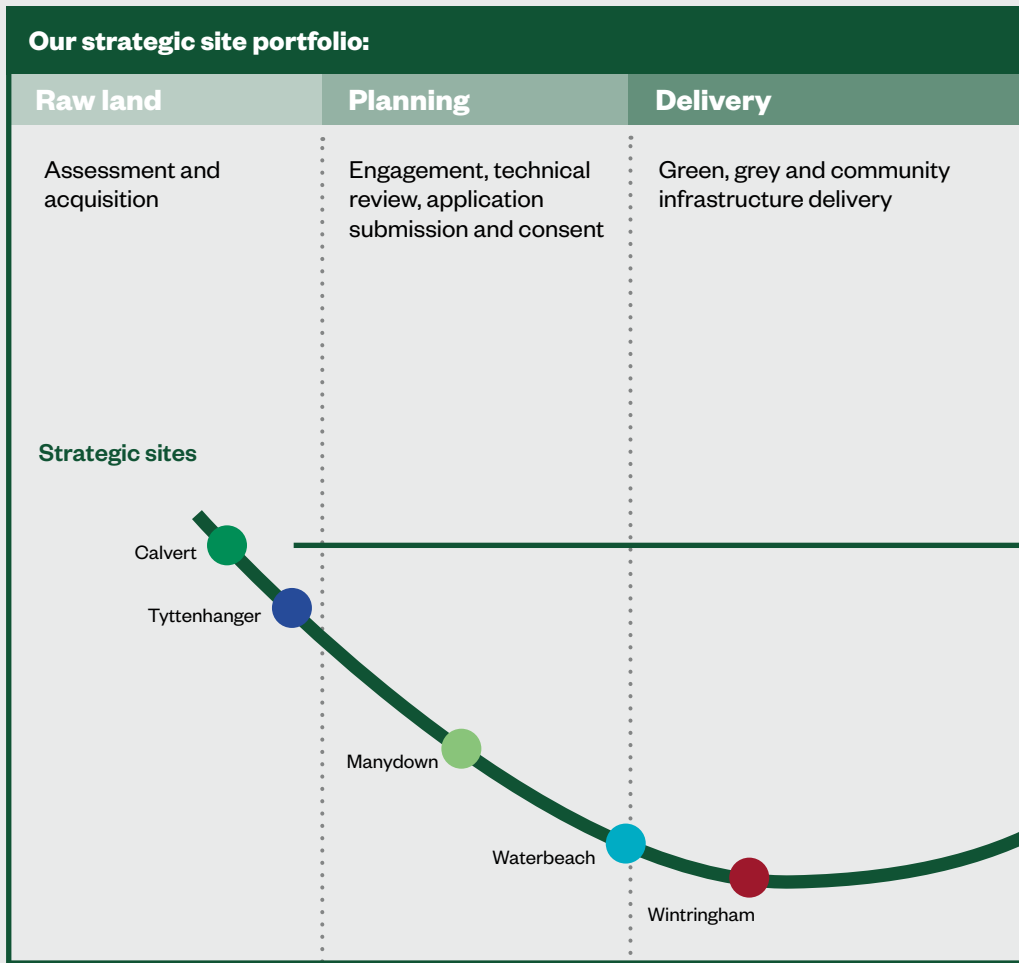 Our strategic site portfolio:
Raw land
Planning
Delivery
Assessment and
acquisition
Engagement, technical
review, application
submission and consent
Green, grey and community
infrastructure delivery
Strategic sites
Calvert
Tyttenhanger
Manydown
Waterbeach
Wintringham